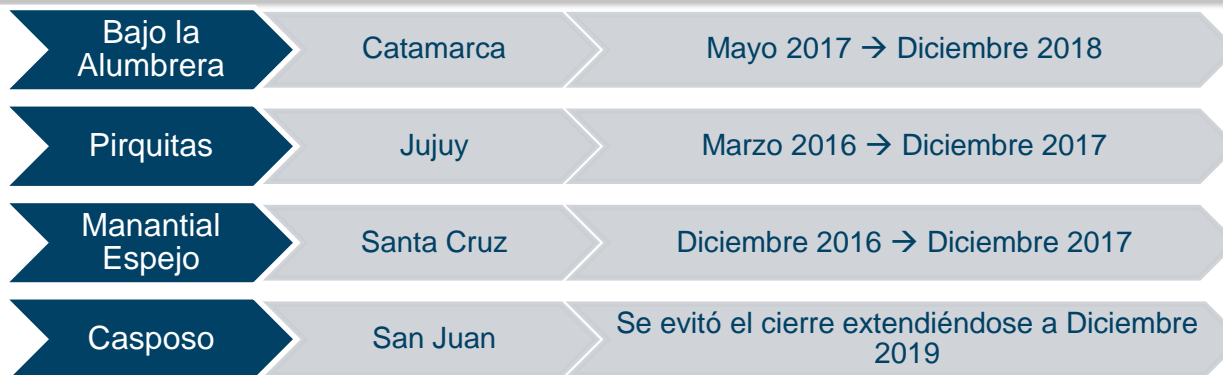 Bajo la
Alumbrera
Catamarca
Mayo 2017 → Diciembre 2018
Pirquitas
Jujuy
Marzo 2016 → Diciembre 2017
Manantial
Espejo
Santa Cruz
Diciembre 2016 → Diciembre 2017
Casposo
San Juan
Se evitó el cierre extendiéndose a Diciembre
2019